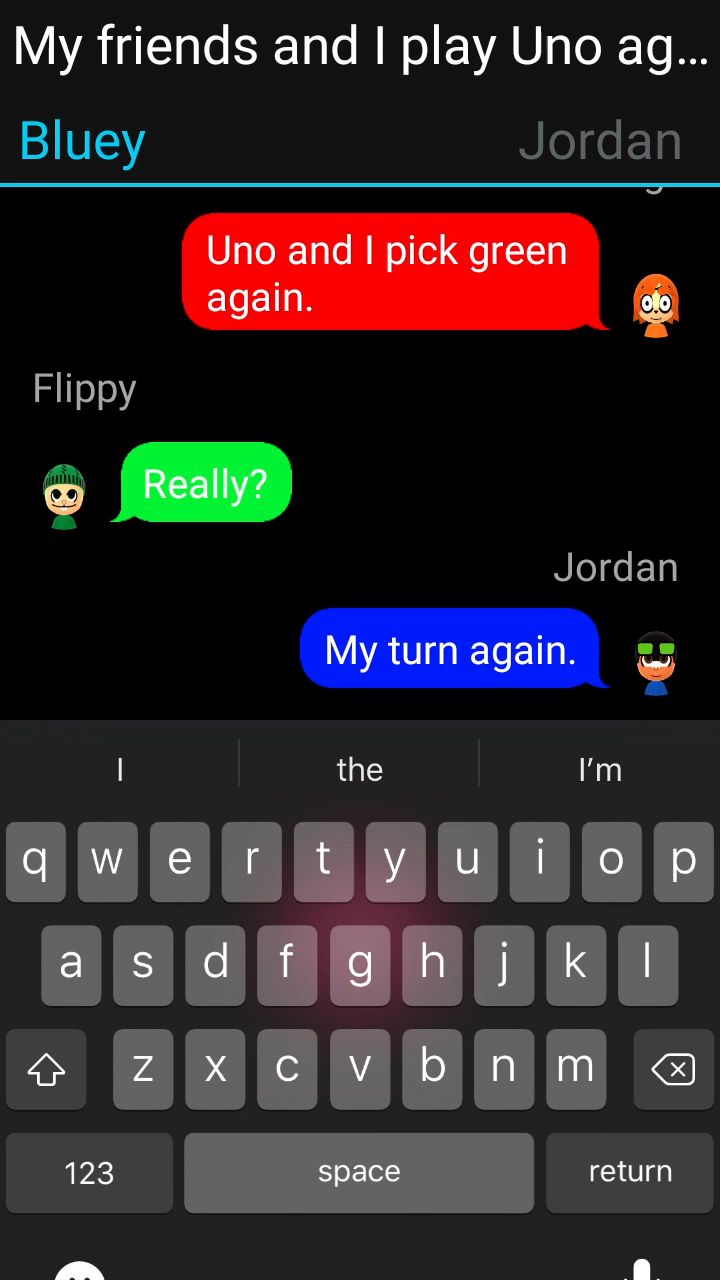 My friends and I play Uno ag...
Bluey Jordan
Uno and I pick green
again.
Flippy
Really?
Jordan
My turn again.
I the I’m
q w e r t y u i o p
a s d f g h j k l
z x c v b n m
123 space return